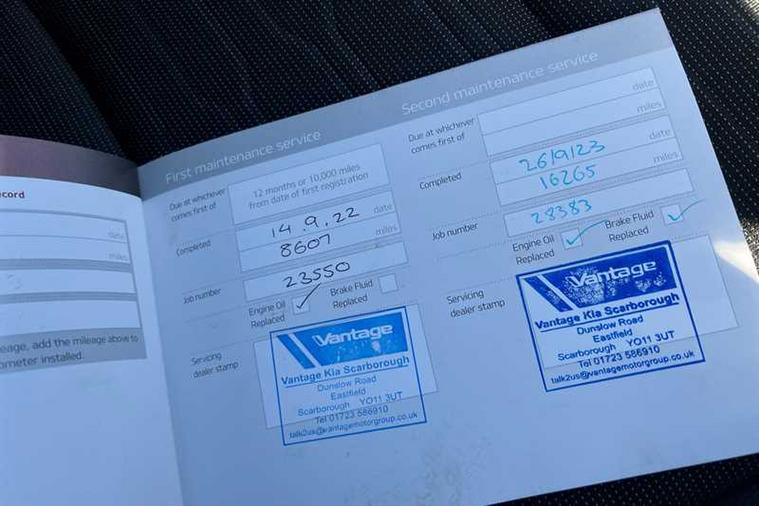 ecord
date
miles
eage, add the mileage above to
ometer installed.
First maintenance service
Due at whichever
comes first of
12 months or 10,000 miles
from date of first registration
Completed
14.9.22 date
8607 miles
Job number
23550
Engine Oil
Replaced ✓
Brake Fluid
Replaced
Servicing
dealer stamp
Vantage
Vantage Kia Scarborough
Dunslow Road
Eastfield
Scarborough YO11 3UT
Tel 01723 586910
talk2us@vantagemotorgroup.co.uk
Second maintenance service
Due at whichever
comes first of
date
miles
Completed
26/9/23 date
16265 miles
Job number
28383
Engine Oil
Replaced ✓
Brake Fluid
Replaced ✓
Servicing
dealer stamp
Vantage
Vantage Kia Scarborough
Dunslow Road
Eastfield
Scarborough YO11 3UT
Tel 01723 586910
talk2us@vantagemotorgroup.co.uk